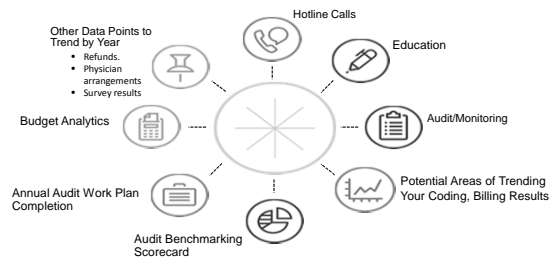 Hotline Calls
Other Data Points to
Trend by Year
• Refunds.
• Physician
arrangements
• Survey results
Education
Budget Analytics
Audit/Monitoring
Annual Audit Work Plan
Completion
Potential Areas of Trending
Your Coding, Billing Results
Audit Benchmarking
Scorecard